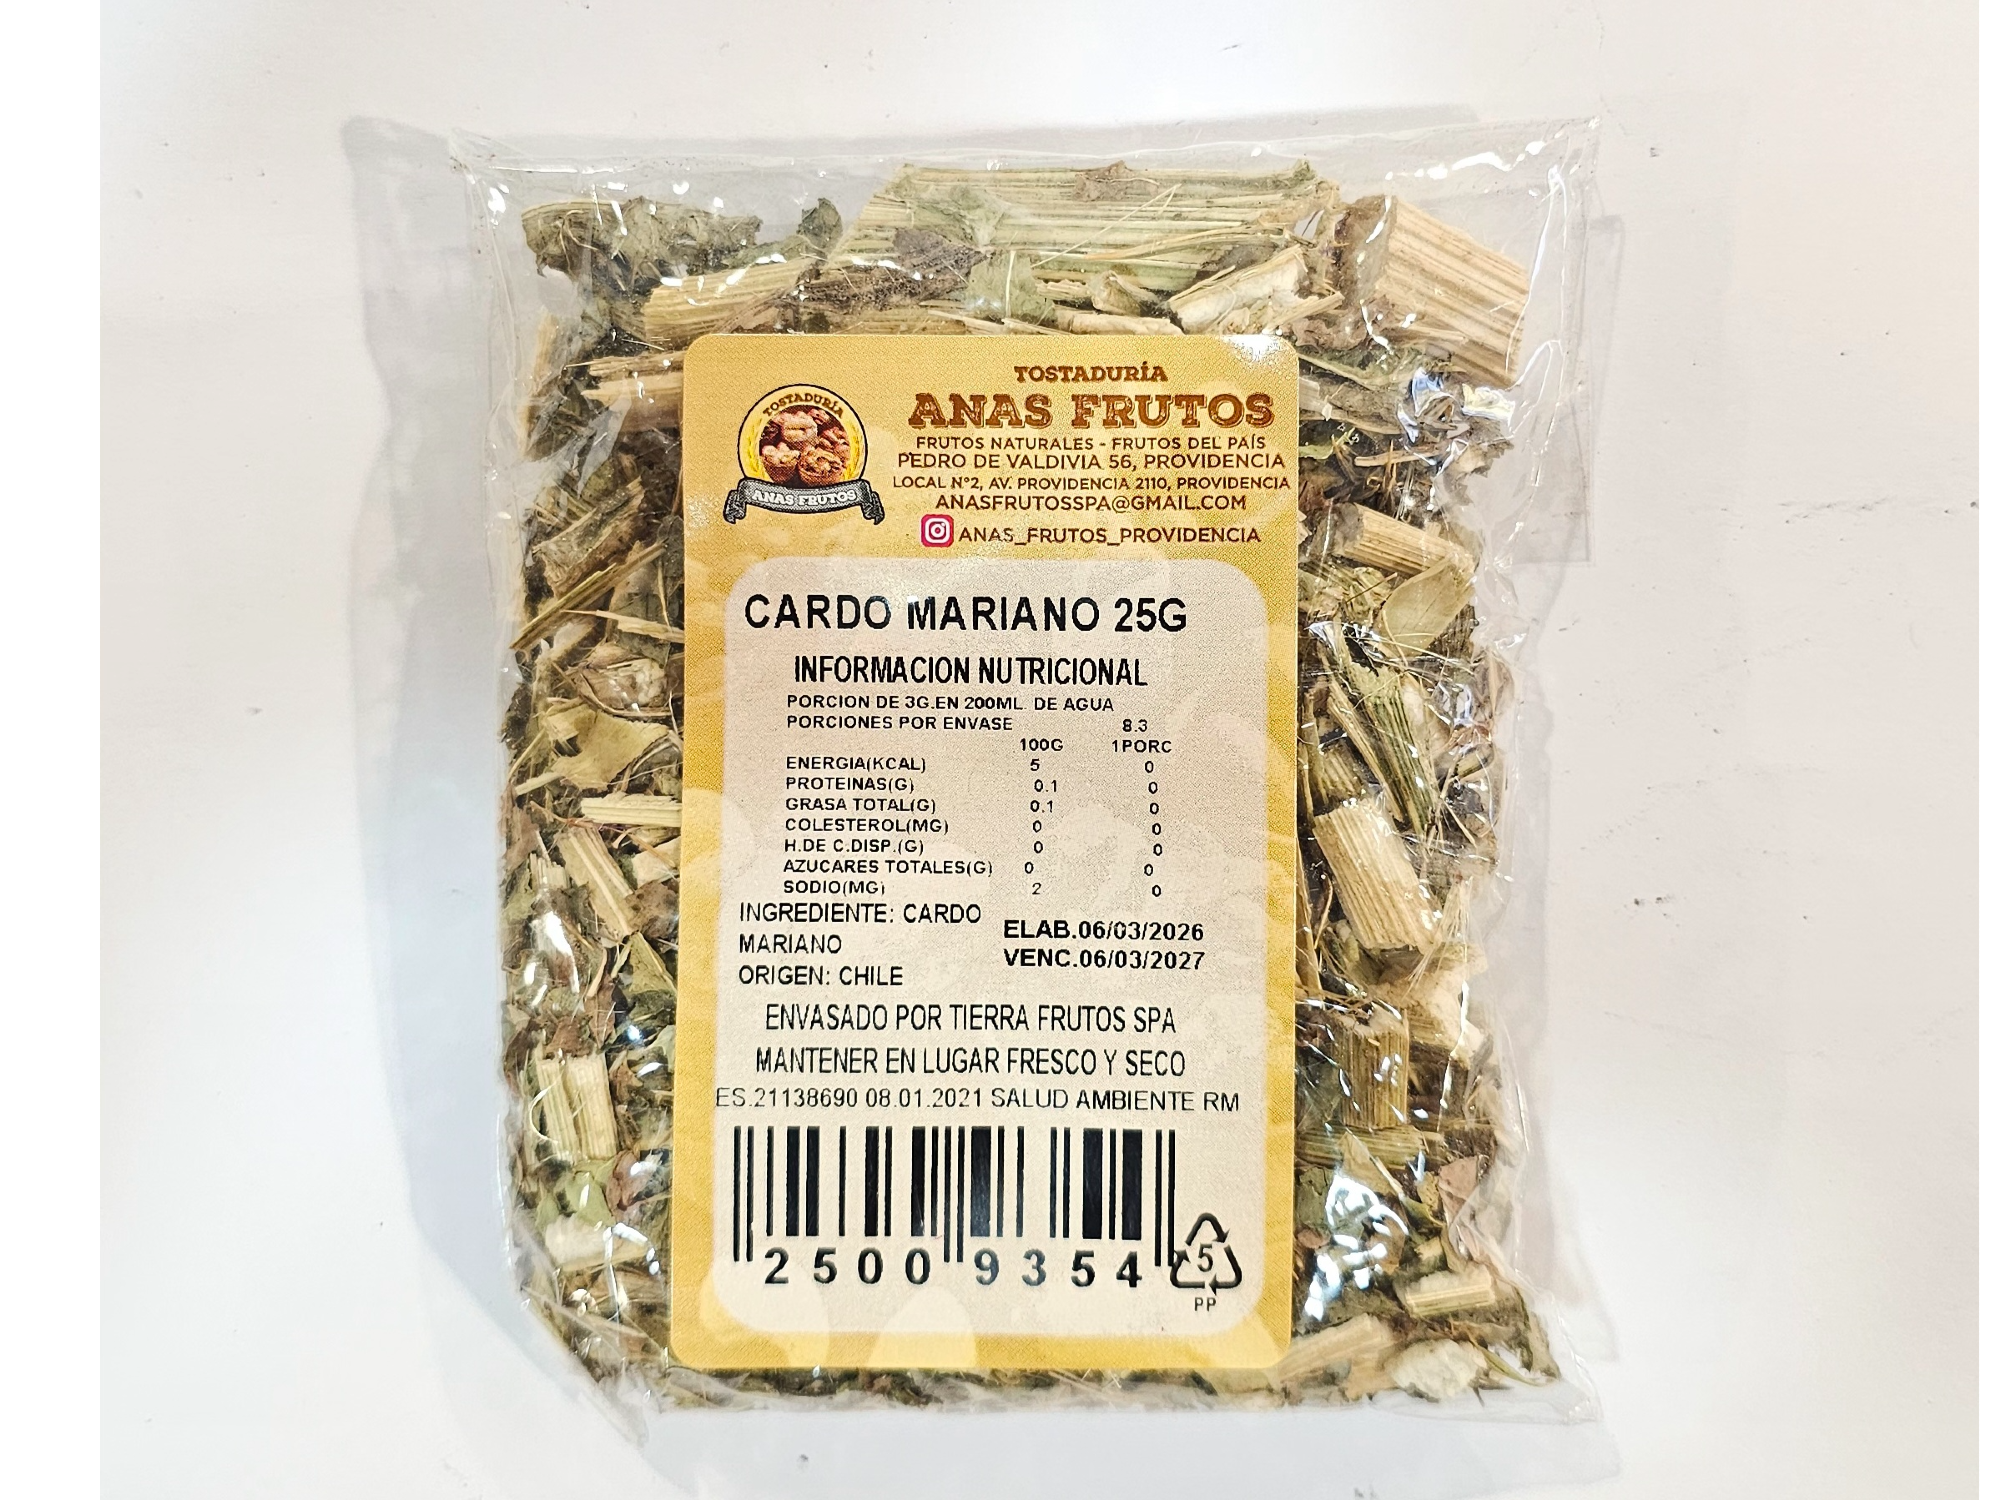 TOSTADURÍA
ANAS FRUTOS
TOSTADURÍA
ANAS FRUTOS
FRUTOS NATURALES - FRUTOS DEL PAÍS
PEDRO DE VALDIVIA 56, PROVIDENCIA
LOCAL N°2, AV. PROVIDENCIA 2110, PROVIDENCIA
ANASFRUTOSSPA@GMAIL.COM
ANAS_FRUTOS_PROVIDENCIA
CARDO MARIANO 25G
INFORMACION NUTRICIONAL
PORCION DE 3G.EN 200ML. DE AGUA
PORCIONES POR ENVASE 8.3
100G 1PORC
ENERGIA(KCAL) 5 0
PROTEINAS(G) 0.1 0
GRASA TOTAL(G) 0.1 0
COLESTEROL(MG) 0 0
H.DE C.DISP.(G) 0 0
AZUCARES TOTALES(G) 0 0
SODIO(MG) 2 0
INGREDIENTE: CARDO
MARIANO
ORIGEN: CHILE
ELAB.06/03/2026
VENC.06/03/2027
ENVASADO POR TIERRA FRUTOS SPA
MANTENER EN LUGAR FRESCO Y SECO
ES.21138690 08.01.2021 SALUD AMBIENTE RM
2500 9354
5
PP